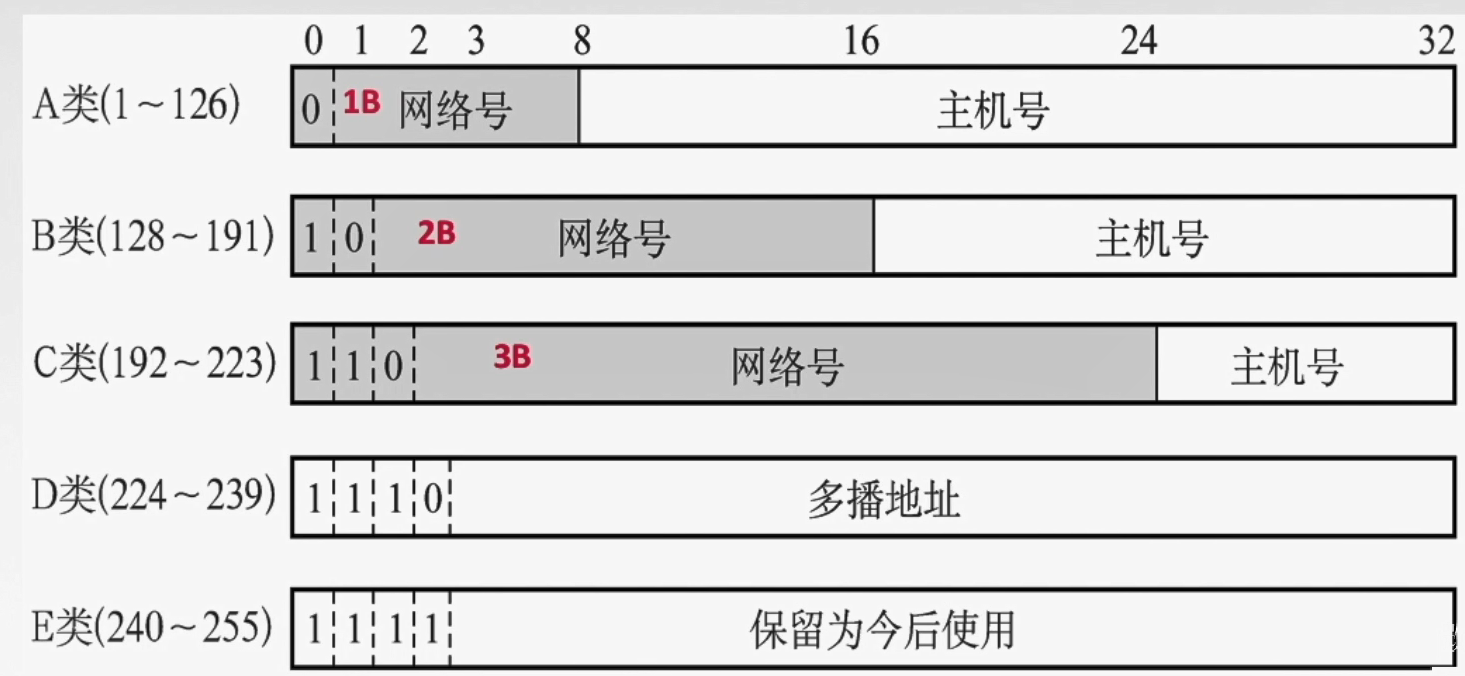 0 1 2 3 8 16 24 32
A类(1~126) 0 1B 网络号 主机号
B类(128~191) 1 0 2B 网络号 主机号
C类(192~223) 1 1 0 3B 网络号 主机号
D类(224~239) 1 1 1 0 多播地址
E类(240~255) 1 1 1 1 保留为今后使用